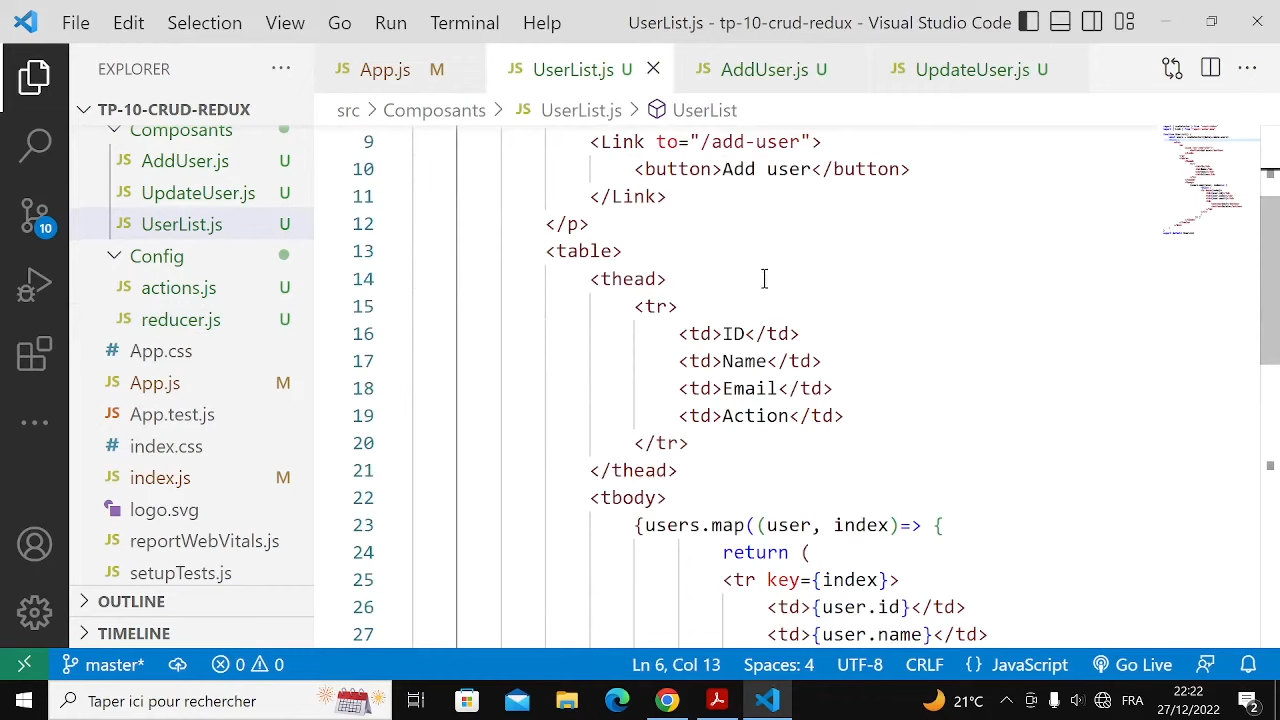 File Edit Selection View Go Run Terminal Help UserList.js - tp-10-crud-redux - Visual Studio Code
EXPLORER
App.js M UserList.js U AddUser.js U UpdateUser.js U
TP-10-CRUD-REDUX
src > Composants > UserList.js > UserList
Composants
AddUser.js U
UpdateUser.js U
UserList.js U
Config
actions.js U
reducer.js U
App.css
App.js M
App.test.js
index.css
index.js M
logo.svg
reportWebVitals.js
setupTests.js
OUTLINE
TIMELINE
10
9 <Link to="/add-user">
10 <button>Add user</button>
11 </Link>
12 </p>
13 <table>
14 <thead>
15 <tr>
16 <td>ID</td>
17 <td>Name</td>
18 <td>Email</td>
19 <td>Action</td>
20 </tr>
21 </thead>
22 <tbody>
23 {users.map((user, index)=> {
24 return (
25 <tr key={index}>
26 <td>{user.id}</td>
27 <td>{user.name}</td>
master* 0 0 Ln 6, Col 13 Spaces: 4 UTF-8 CRLF {} JavaScript Go Live
Taper ici pour rechercher 21°C FRA 22:22
27/12/2022 2